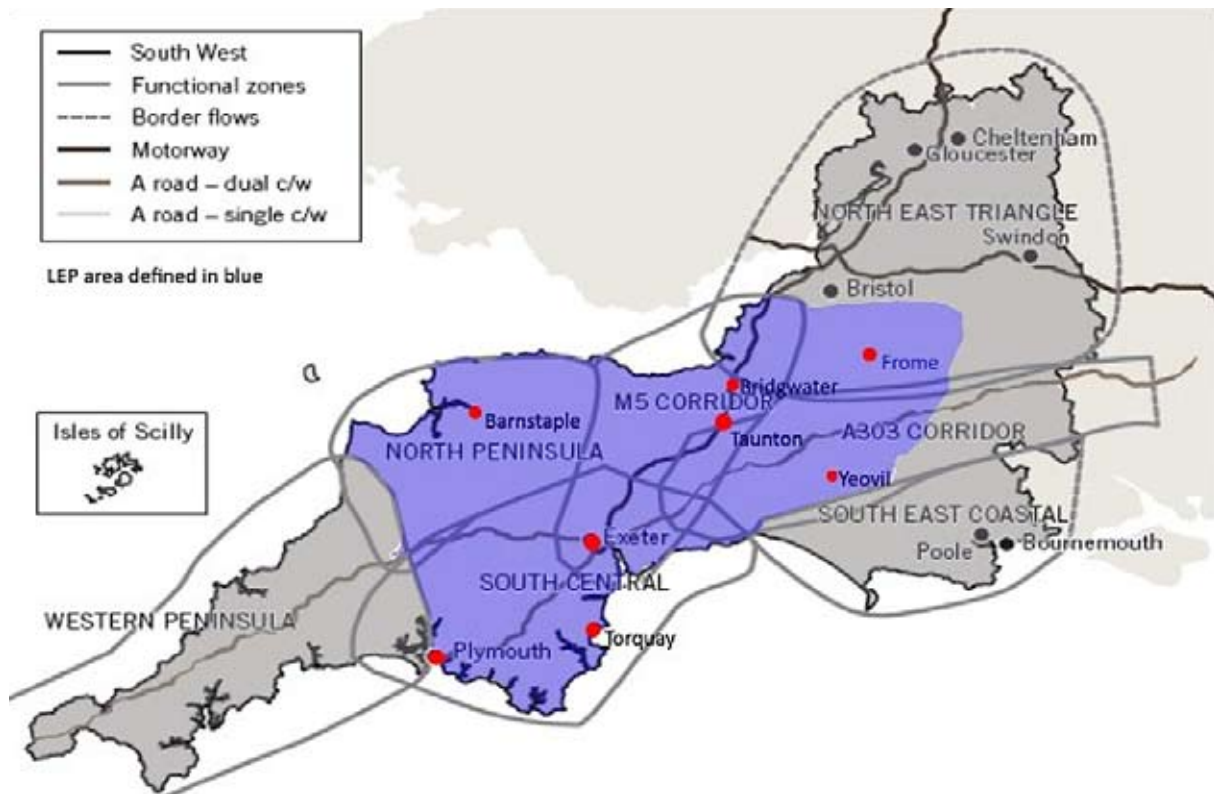 South West
Functional zones
Border flows
Motorway
A road – dual c/w
A road – single c/w
LEP area defined in blue
Cheltenham
Gloucester
NORTH EAST TRIANGLE
Swindon
Bristol
Frome
Bridgwater
M5 CORRIDOR
Barnstaple
Taunton
A303 CORRIDOR
Isles of Scilly
NORTH PENINSULA
Yeovil
SOUTH EAST COASTAL
Exeter
Poole
Bournemouth
SOUTH CENTRAL
WESTERN PENINSULA
Torquay
Plymouth